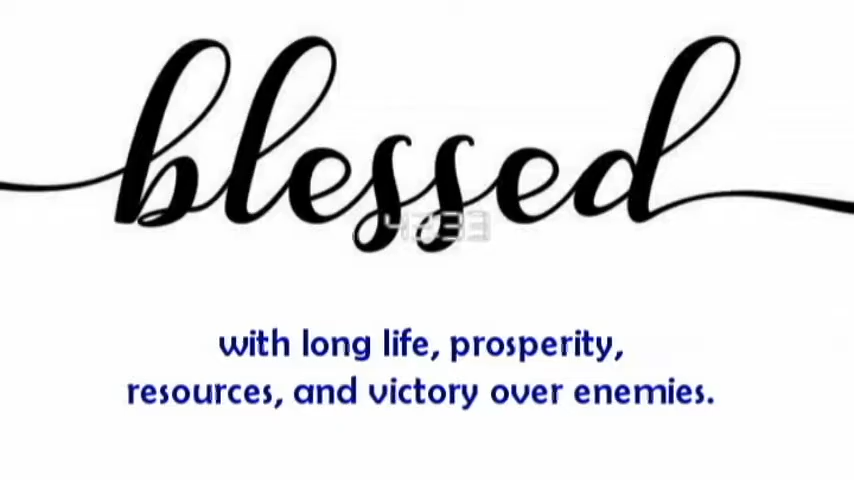 blessed
with long life, prosperity,
resources, and victory over enemies.